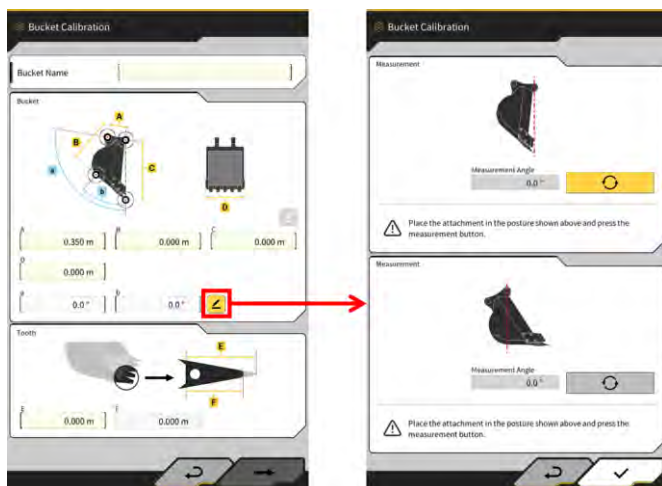 Bucket Calibration
Bucket Name
Bucket
A
B
C
a
b
D
A
0.350 m
B
0.000 m
C
0.000 m
D
0.000 m
a
0.0 °
b
0.0 °
Tooth
E
F
E
0.000 m
F
0.000 m
Bucket Calibration
Measurement
Measurement Angle
0.0 °
Place the attachment in the posture shown above and press the
measurement button.
Measurement
Measurement Angle
0.0 °
Place the attachment in the posture shown above and press the
measurement button.